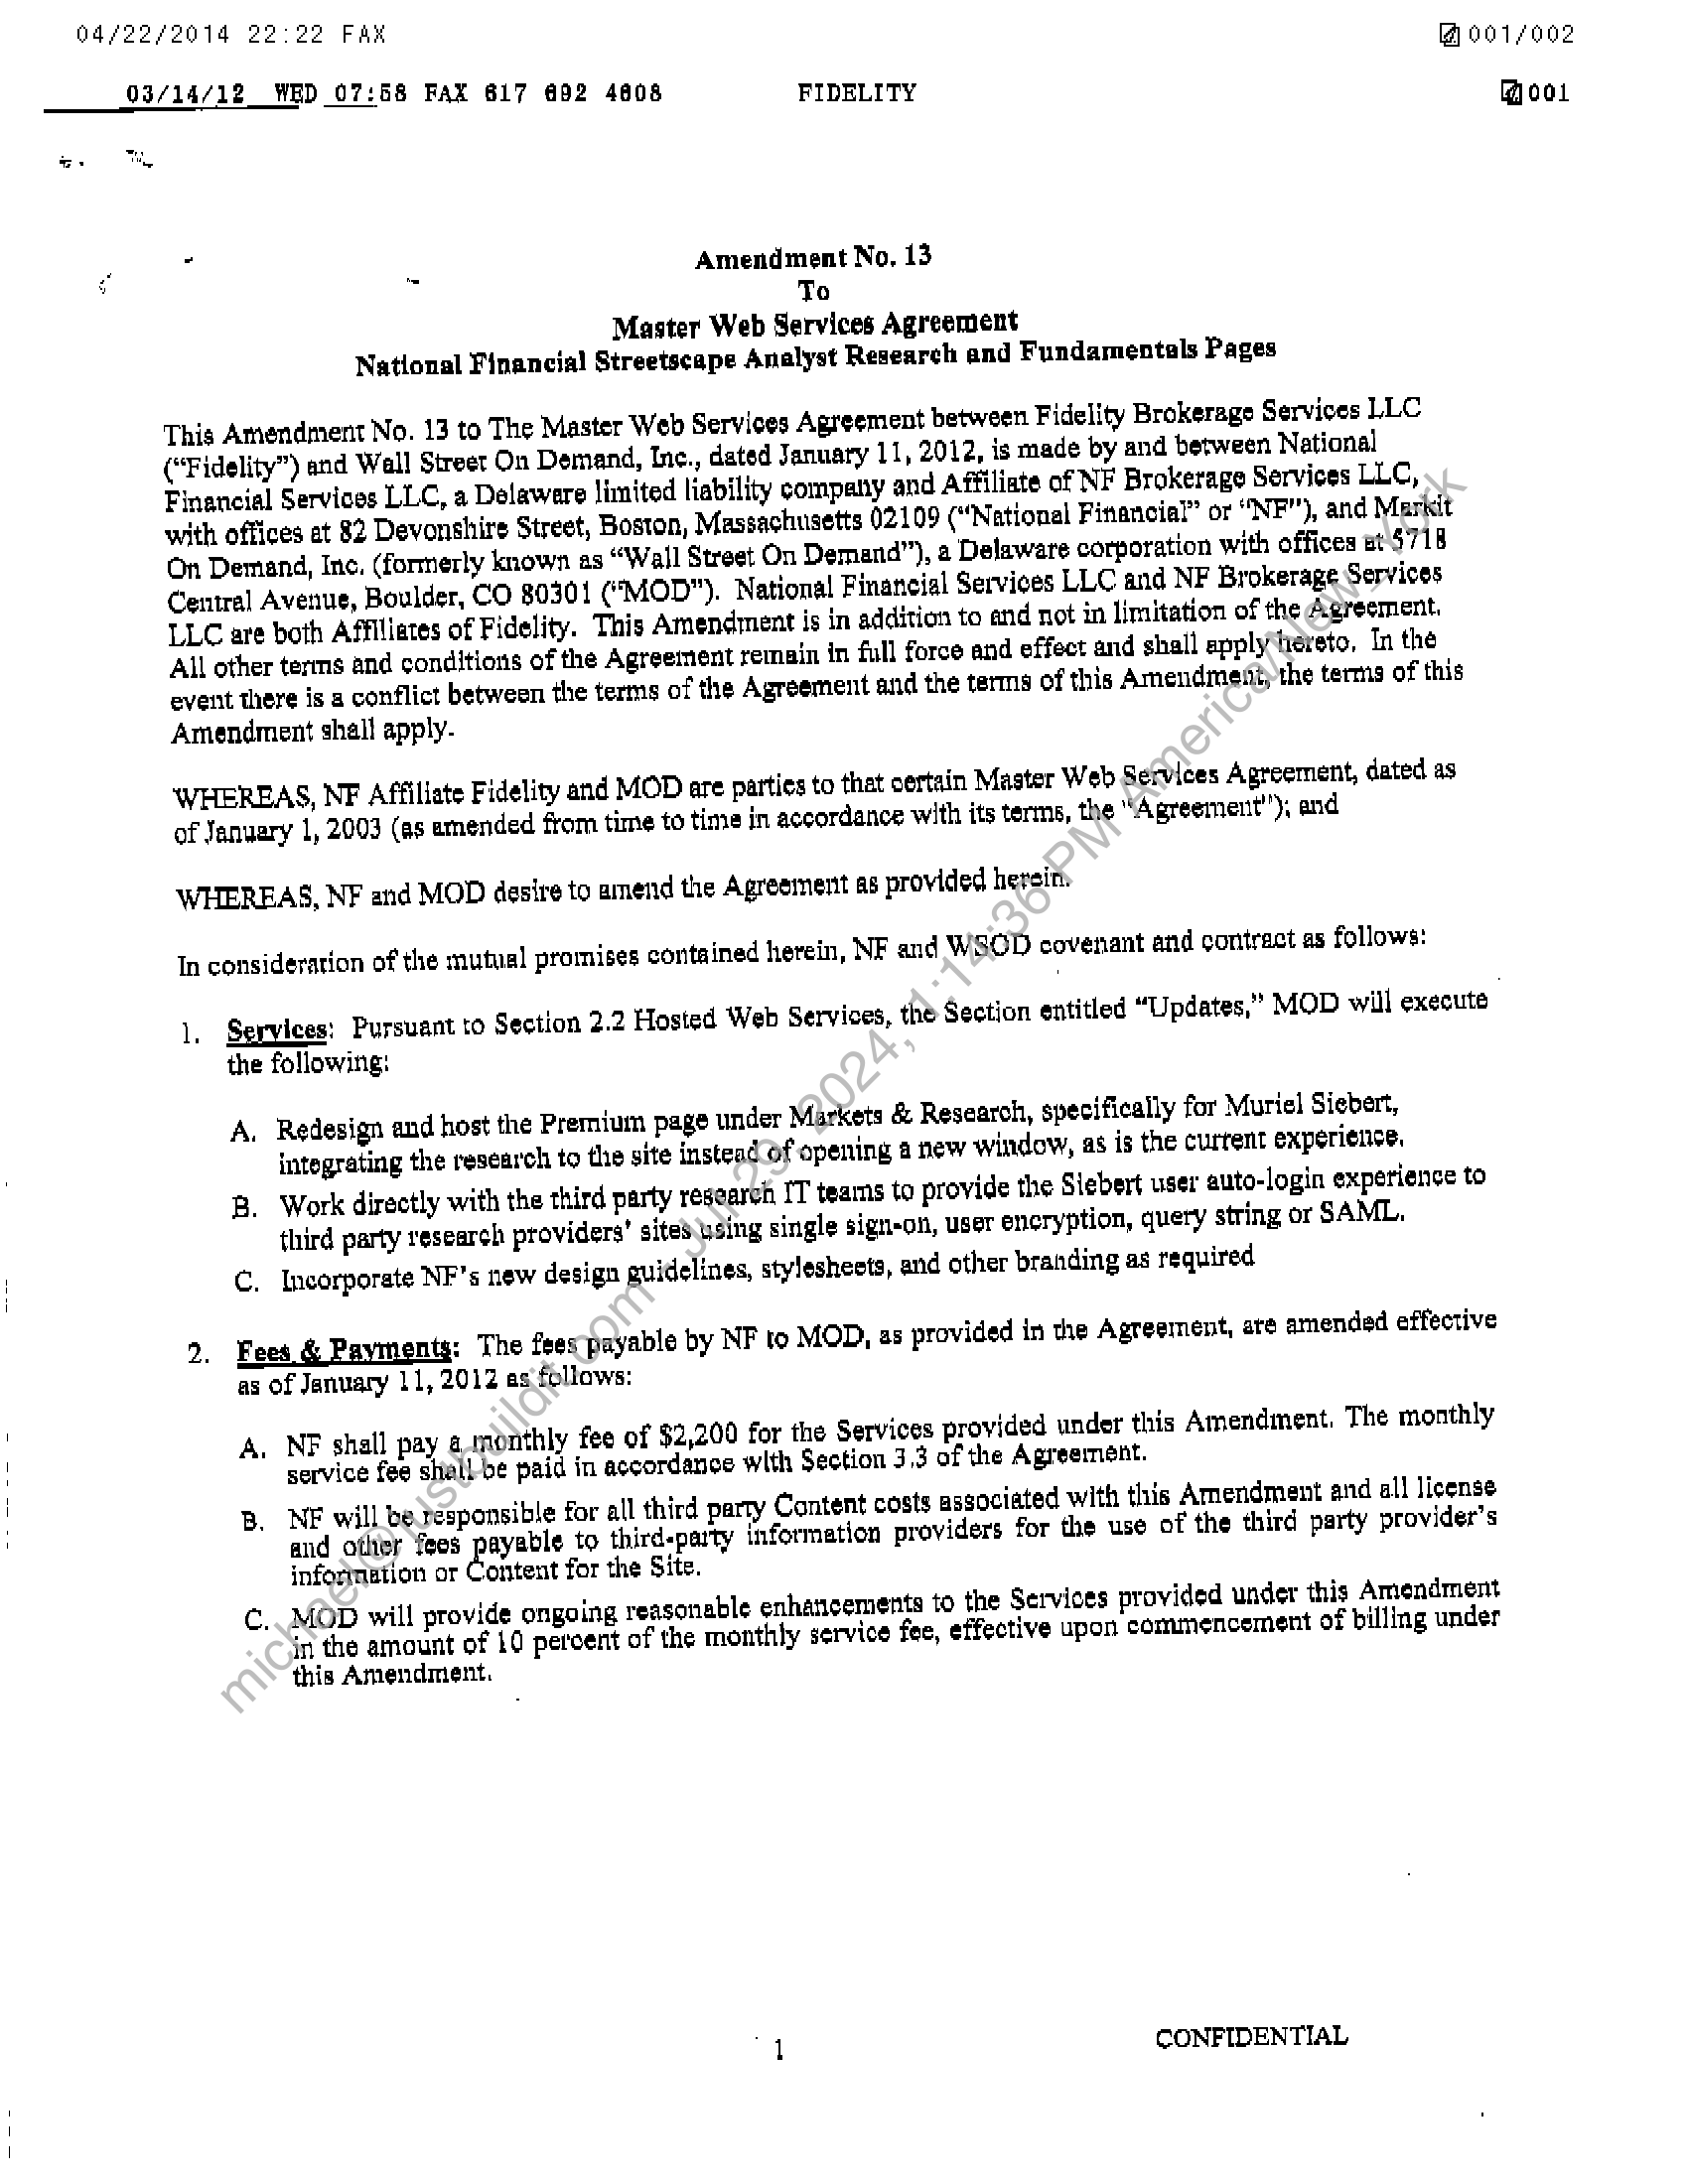 04/22/2014 22:22 FAX 001/002
03/14/12 WED 07:58 FAX 617 692 4608 FIDELITY 001
Amendment No. 13
To
Master Web Services Agreement
National Financial Streetscape Analyst Research and Fundamentals Pages
This Amendment No. 13 to The Master Web Services Agreement between Fidelity Brokerage Services LLC
(“Fidelity”) and Wall Street On Demand, Inc., dated January 11, 2012, is made by and between National
Financial Services LLC, a Delaware limited liability company and Affiliate of NF Brokerage Services LLC,
with offices at 82 Devonshire Street, Boston, Massachusetts 02109 (“National Financial” or “NF”), and Markit
On Demand, Inc. (formerly known as “Wall Street On Demand”), a Delaware corporation with offices at 5718
Central Avenue, Boulder, CO 80301 (“MOD”). National Financial Services LLC and NF Brokerage Services
LLC are both Affiliates of Fidelity. This Amendment is in addition to and not in limitation of the Agreement.
All other terms and conditions of the Agreement remain in full force and effect and shall apply hereto. In the
event there is a conflict between the terms of the Agreement and the terms of this Amendment, the terms of this
Amendment shall apply.
WHEREAS, NF Affiliate Fidelity and MOD are parties to that certain Master Web Services Agreement, dated as
of January 1, 2003 (as amended from time to time in accordance with its terms, the "Agreement"); and
WHEREAS, NF and MOD desire to amend the Agreement as provided herein.
In consideration of the mutual promises contained herein, NF and WSOD covenant and contract as follows:
1. Services: Pursuant to Section 2.2 Hosted Web Services, the Section entitled “Updates,” MOD will execute
the following:
A. Redesign and host the Premium page under Markets & Research, specifically for Muriel Siebert,
integrating the research to the site instead of opening a new window, as is the current experience.
B. Work directly with the third party research IT teams to provide the Siebert user auto-login experience to
third party research providers' sites using single sign-on, user encryption, query string or SAML.
C. Incorporate NF's new design guidelines, stylesheets, and other branding as required
2. Fees & Payments: The fees payable by NF to MOD, as provided in the Agreement, are amended effective
as of January 11, 2012 as follows:
A. NF shall pay a monthly fee of $2,200 for the Services provided under this Amendment. The monthly
service fee shall be paid in accordance with Section 3.3 of the Agreement.
B. NF will be responsible for all third party Content costs associated with this Amendment and all license
and other fees payable to third-party information providers for the use of the third party provider's
information or Content for the Site.
C. MOD will provide ongoing reasonable enhancements to the Services provided under this Amendment
in the amount of 10 percent of the monthly service fee, effective upon commencement of billing under
this Amendment.
michael@justbuildit.com - Jul 29, 2024, 1:14:36 PM America/New_York
1 CONFIDENTIAL